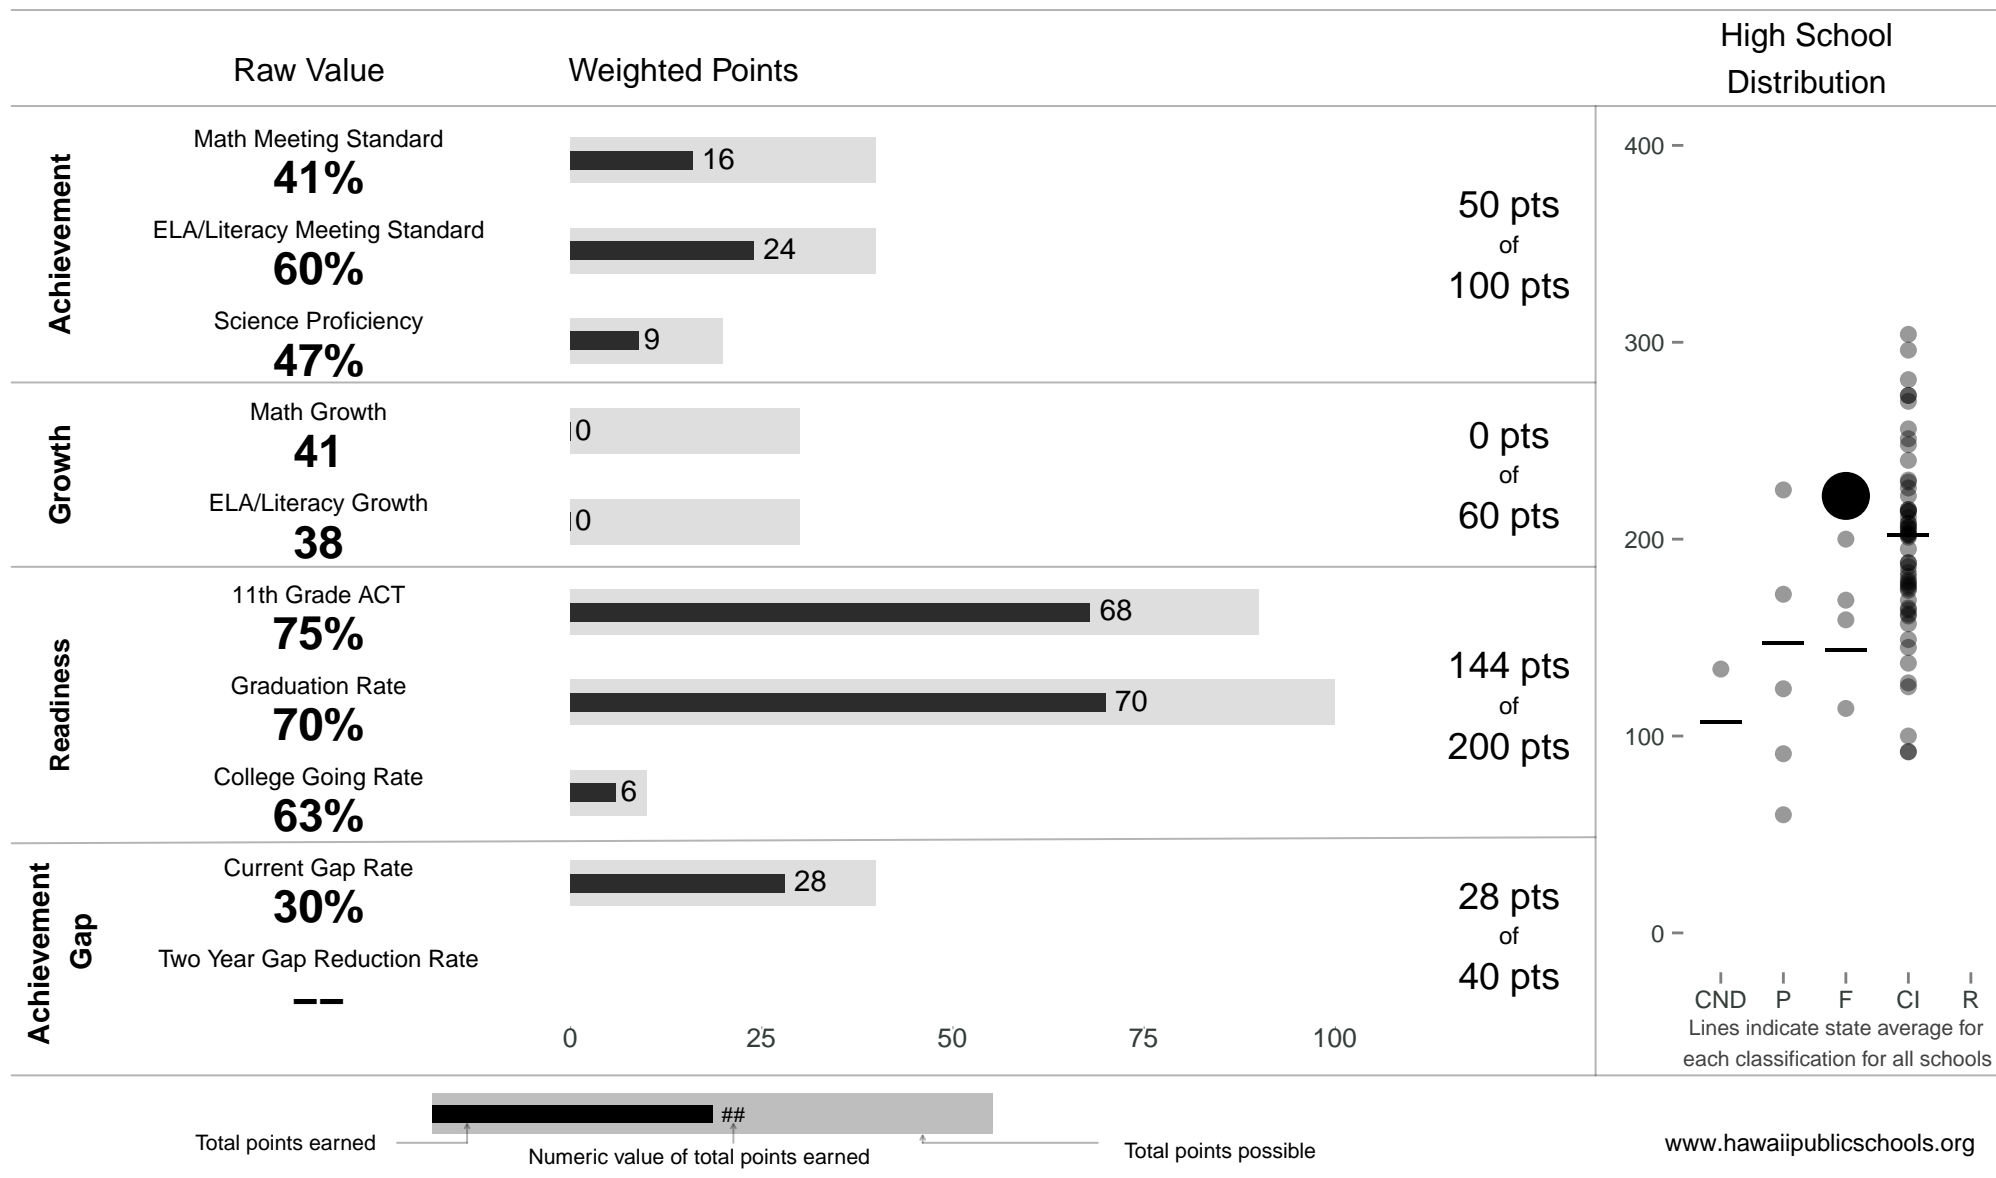 Raw Value
Weighted Points
High School
Distribution
Achievement
Math Meeting Standard
41%
16
ELA/Literacy Meeting Standard
60%
24
Science Proficiency
47%
9
50 pts
of
100 pts
Growth
Math Growth
41
0
ELA/Literacy Growth
38
0
0 pts
of
60 pts
Readiness
11th Grade ACT
75%
68
Graduation Rate
70%
70
College Going Rate
63%
6
144 pts
of
200 pts
Achievement
Gap
Current Gap Rate
30%
28
Two Year Gap Reduction Rate
––
28 pts
of
40 pts
0 25 50 75 100
400
300
200
100
0
CND P F CI R
Lines indicate state average for
each classification for all schools
##
Total points earned
Numeric value of total points earned
Total points possible
www.hawaiipublicschools.org